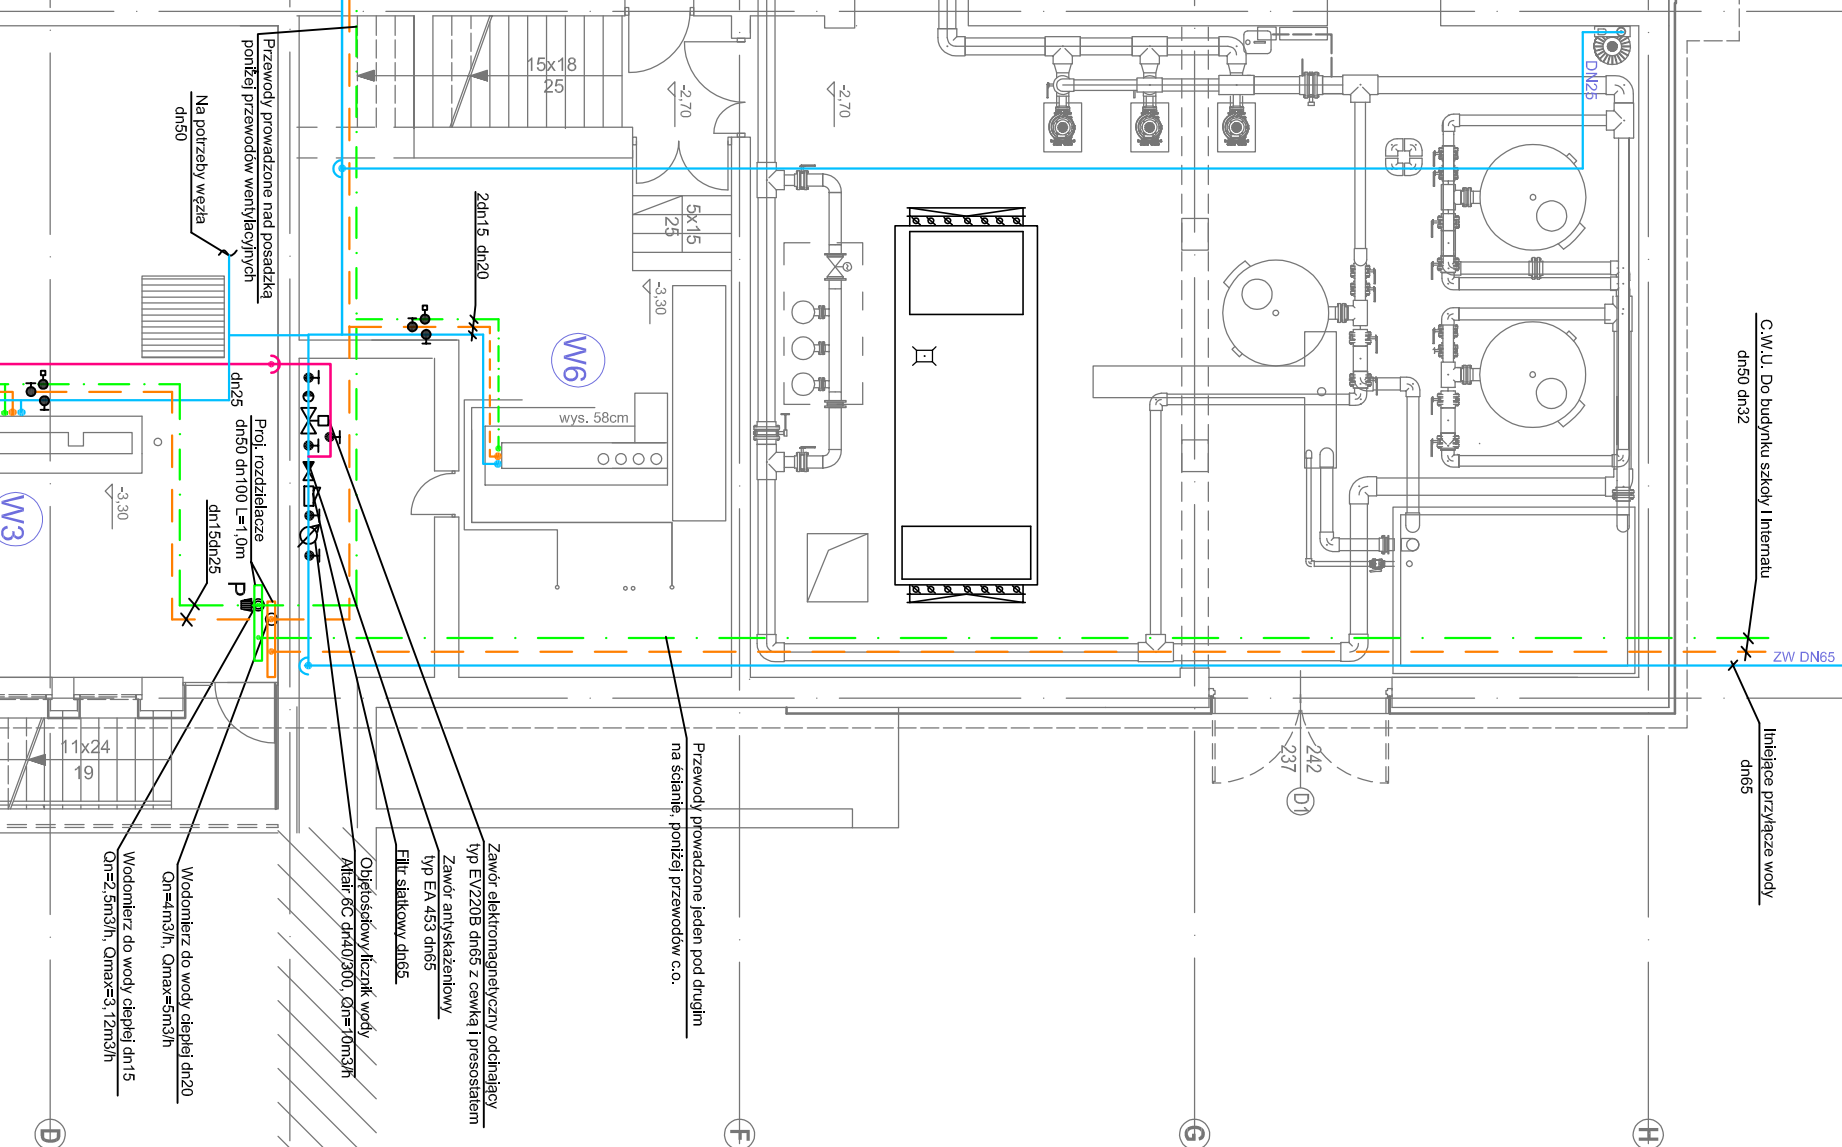 Przewody prowadzone nad posadzką
poniżej przewodów wentylacyjnych
Na potrzeby węzła
dn50
15x18
25
-2,70
-2,70
5x15
25
-3,30
2dn15 dn20
W6
wys. 58cm
DN25
C.W.U. Do budynku szkoły i Internatu
dn50 dn32
ZW DN65
Itniejące przyłącze wody
dn65
dn25
Proj. rozdzielacze
dn50 dn100 L=1,0m
-3,30
W3
dn15dn25
P
11x24
19
Przewody prowadzone jeden pod drugim
na ścianie, poniżej przewodów c.o.
242
237
D1
Zawór elektromagnetyczny odcinający
typ EV220B dn65 z cewką i presostatem
Zawór antyskażeniowy
typ EA 453 dn65
Filtr siatkowy dn65
Objętościowy licznik wody
Altair 6C dn40/300, Qn=10m3/h
Wodomierz do wody ciepłej dn20
Qn=4m3/h, Qmax=5m3/h
Wodomierz do wody ciepłej dn15
Qn=2,5m3/h, Qmax=3,12m3/h
D
F
G
H